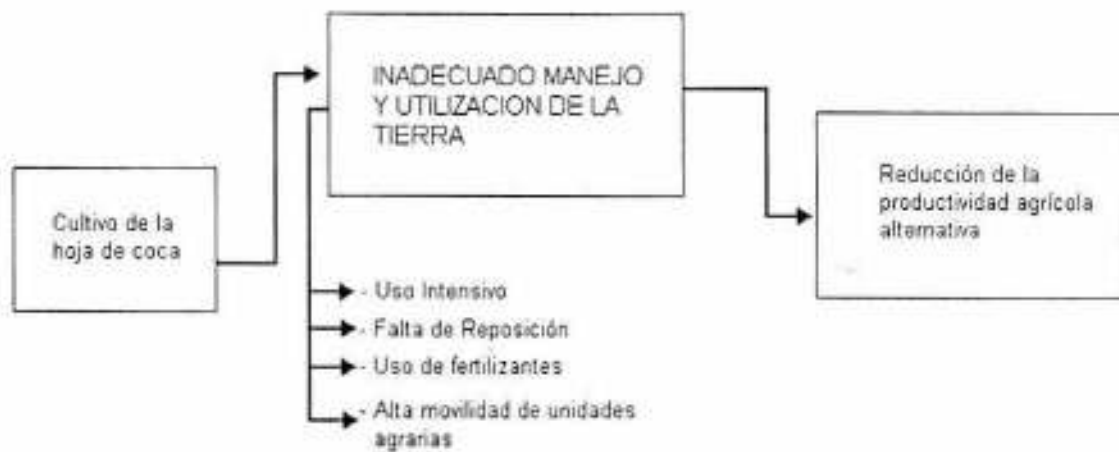 INADECUADO MANEJO
Y UTILIZACION DE LA
TIERRA
Cultivo de la
hoja de coca
Reducción de la
productividad agrícola
alternativa
- Uso Intensivo
- Falta de Reposición
- Uso de fertilizantes
- Alta movilidad de unidades
agrarias